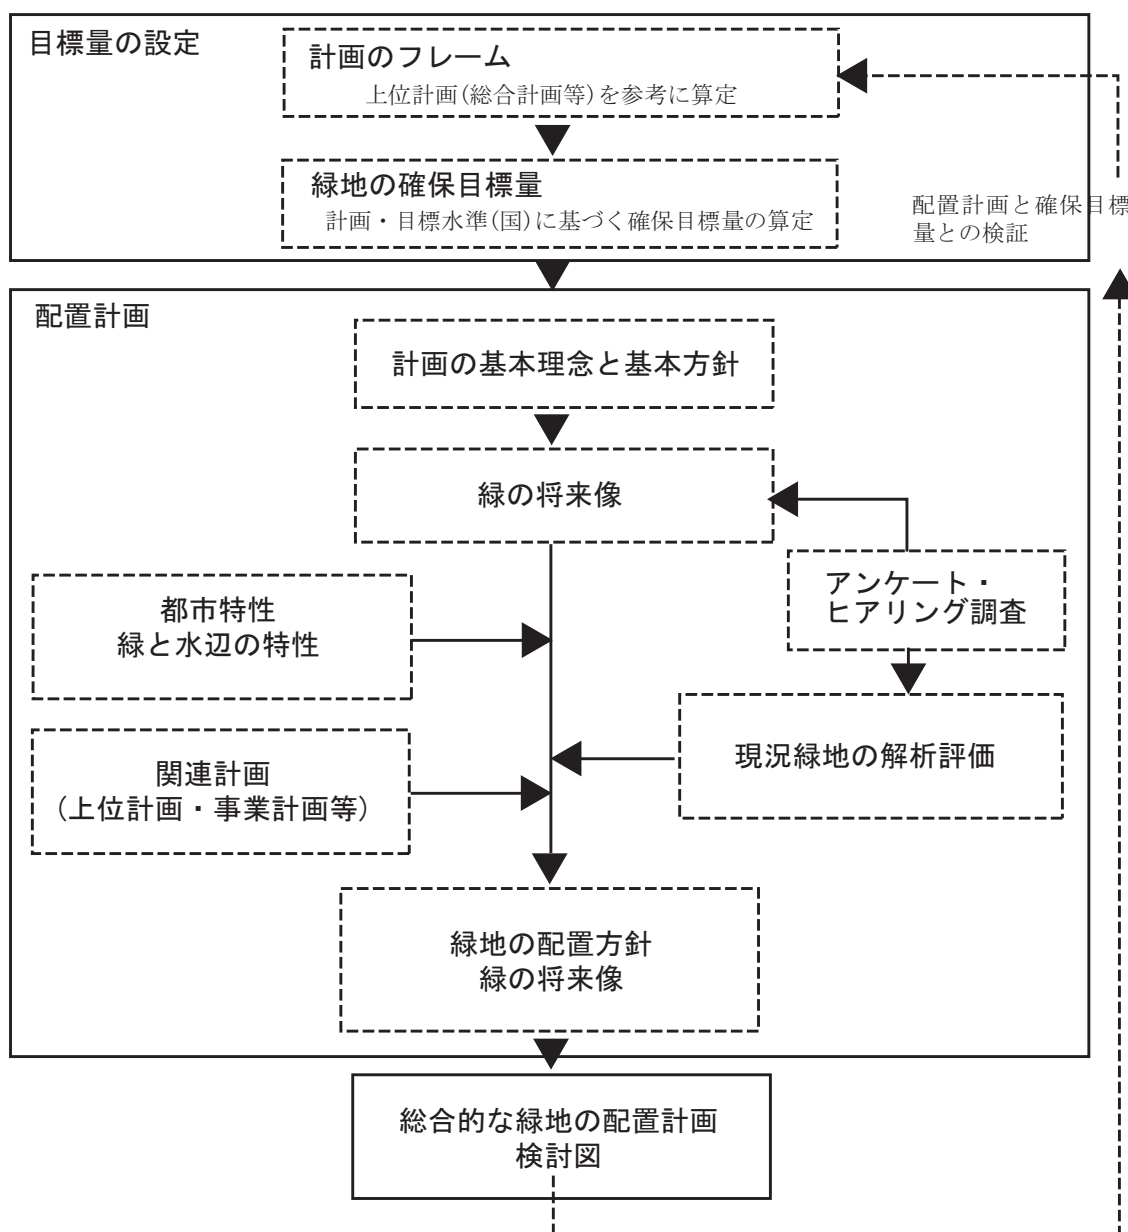 目標量の設定
計画のフレーム
上位計画(総合計画等)を参考に算定
緑地の確保目標量
計画・目標水準(国)に基づく確保目標量の算定
配置計画と確保目標
量との検証
配置計画
計画の基本理念と基本方針
緑の将来像
アンケート・
ヒアリング調査
都市特性
緑と水辺の特性
現況緑地の解析評価
関連計画
(上位計画・事業計画等)
緑地の配置方針
緑の将来像
総合的な緑地の配置計画
検討図